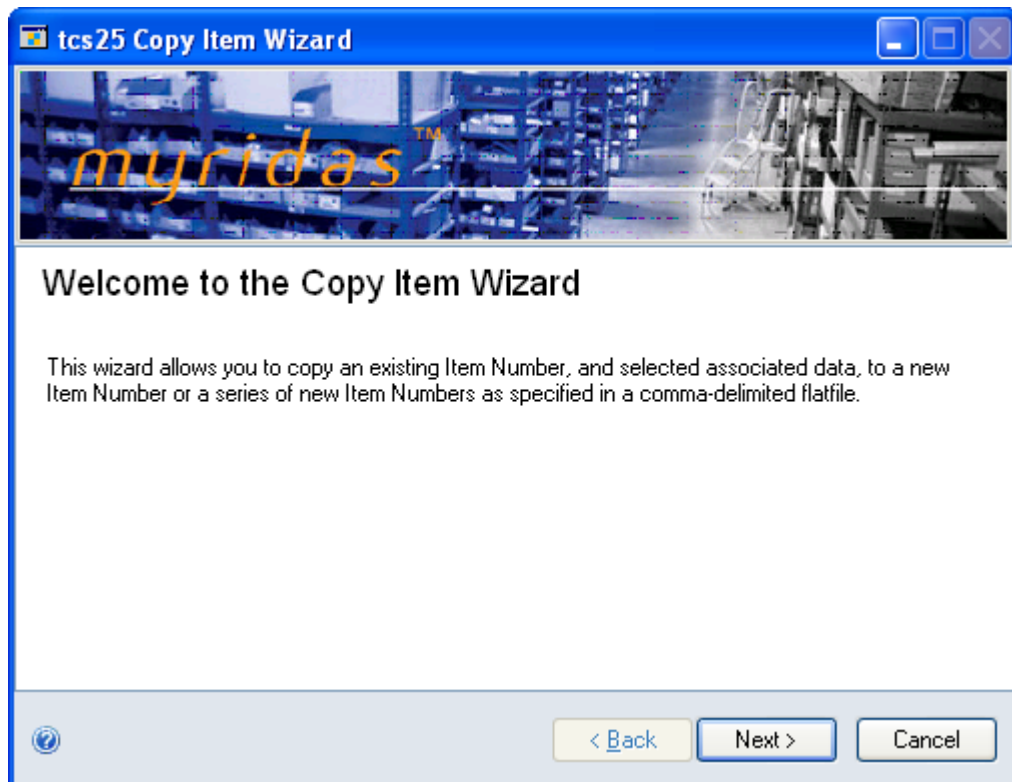 tcs25 Copy Item Wizard
myridas™
Welcome to the Copy Item Wizard
This wizard allows you to copy an existing Item Number, and selected associated data, to a new
Item Number or a series of new Item Numbers as specified in a comma-delimited flatfile.
< Back Next > Cancel